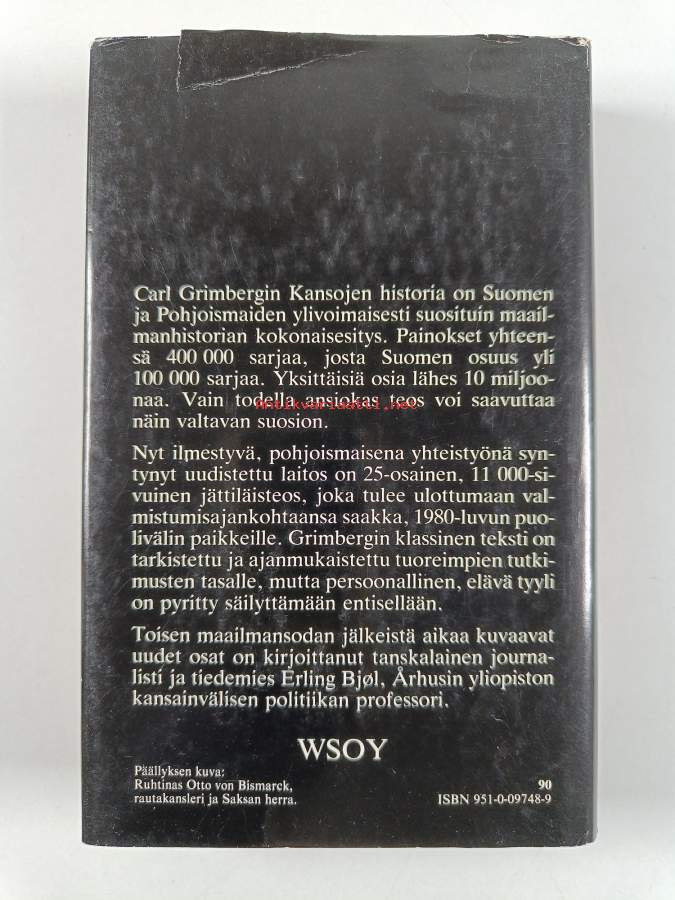 Carl Grimbergin Kansojen historia on Suomen
ja Pohjoismaiden ylivoimaisesti suosituin maail-
manhistorian kokonaisesitys. Painokset yhteen-
sä 400 000 sarjaa, josta Suomen osuus yli
100 000 sarjaa. Yksittäisiä osia lähes 10 miljoo-
naa. Vain todella ansiokas teos voi saavuttaa
näin valtavan suosion.
Antikvariaatti.net
Nyt ilmestyvä, pohjoismaisena yhteistyönä syn-
tynyt uudistettu laitos on 25-osainen, 11 000-si-
vuinen jättiläisteos, joka tulee ulottumaan val-
mistumisajankohtaansa saakka, 1980-luvun puo-
livälin paikkeille. Grimbergin klassinen teksti on
tarkistettu ja ajanmukaistettu tuoreimpien tutki-
musten tasalle, mutta persoonallinen, elävä tyyli
on pyritty säilyttämään entisellään.
Toisen maailmansodan jälkeistä aikaa kuvaavat
uudet osat on kirjoittanut tanskalainen journa-
listi ja tiedemies Erling Bjøl, Århusin yliopiston
kansainvälisen politiikan professori.
WSOY
Päällyksen kuva:
Ruhtinas Otto von Bismarck,
rautakansleri ja Saksan herra.
90
ISBN 951-0-09748-9